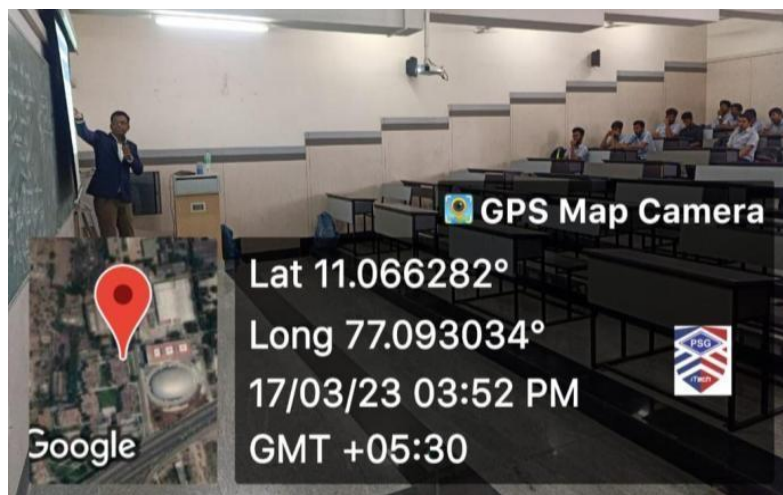 GPS Map Camera
Lat 11.066282°
Long 77.093034°
17/03/23 03:52 PM
GMT +05:30
PSG
iTech
Google